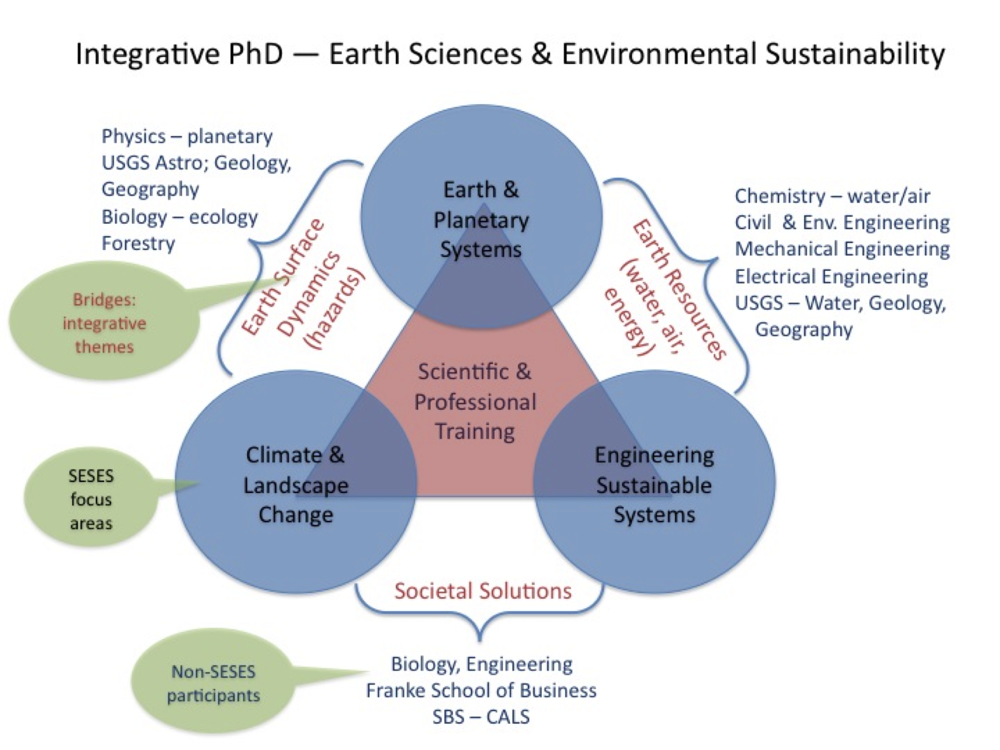 Integrative PhD — Earth Sciences & Environmental Sustainability
Physics – planetary
USGS Astro; Geology,
Geography
Biology – ecology
Forestry
Earth &
Planetary
Systems
Chemistry – water/air
Civil  & Env. Engineering
Mechanical Engineering
Electrical Engineering
USGS – Water, Geology,
Geography
Earth Surface
Dynamics
(hazards)
Earth Resources
(water, air,
energy)
Bridges:
integrative
themes
Scientific &
Professional
Training
SESES
focus
areas
Climate &
Landscape
Change
Engineering
Sustainable
Systems
Societal Solutions
Non-SESES
participants
Biology, Engineering
Franke School of Business
SBS – CALS